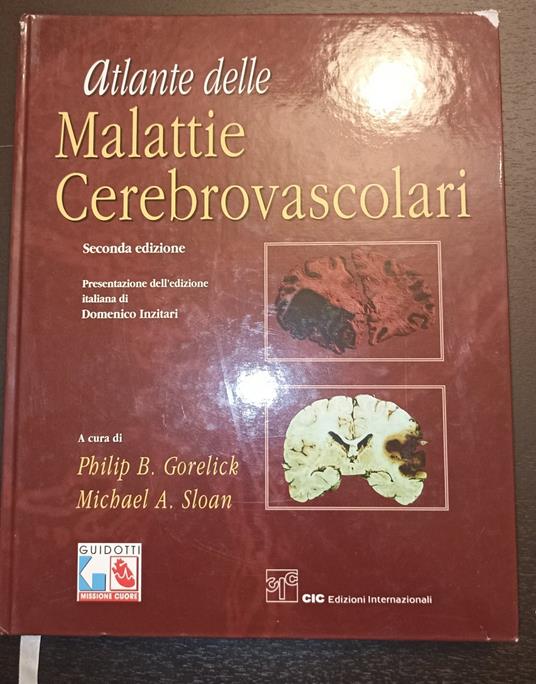 atlante delle
Malattie
Cerebrovascolari
Seconda edizione
Presentazione dell'edizione
italiana di
Domenico Inzitari
A cura di
Philip B. Gorelick
Michael A. Sloan
GUIDOTTI
MISSIONE CUORE
CIC
CIC Edizioni Internazionali